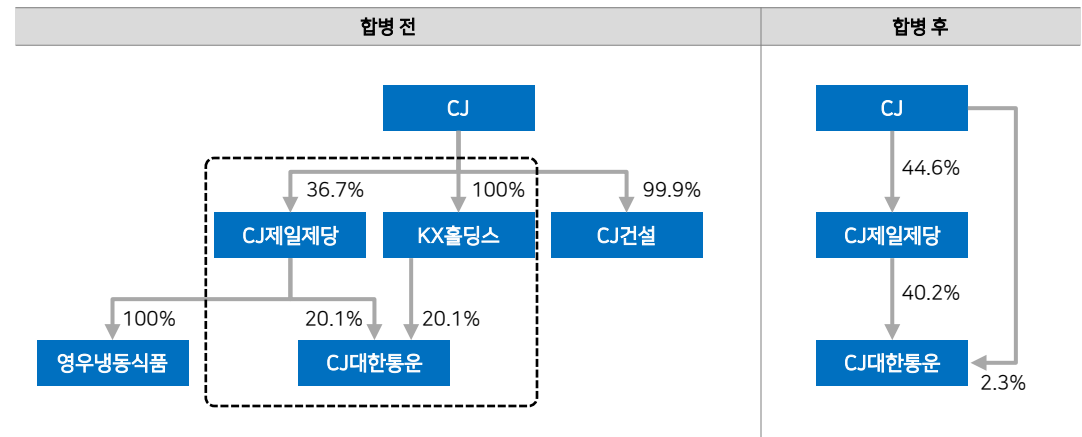 합병 전
합병 후
CJ
36.7%
100%
99.9%
CJ제일제당
KX홀딩스
CJ건설
100%
20.1%
20.1%
영우냉동식품
CJ대한통운
CJ
44.6%
CJ제일제당
40.2%
CJ대한통운
2.3%